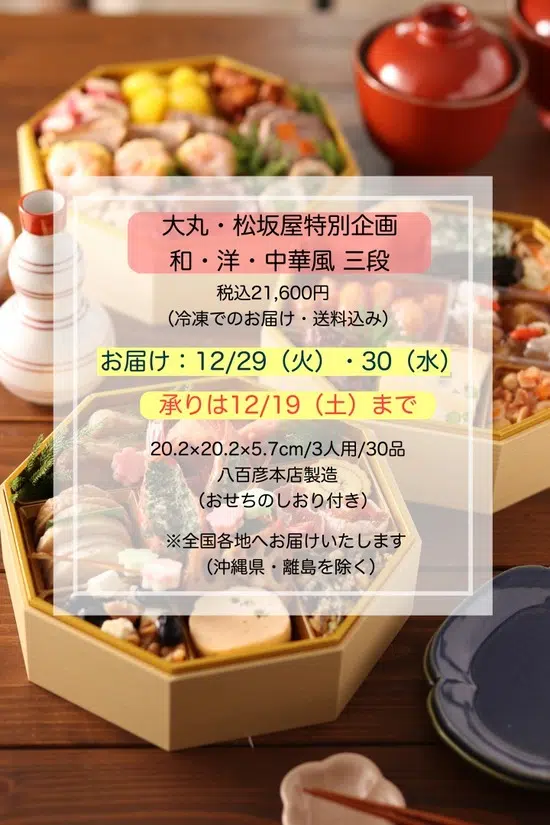 大丸・松坂屋特別企画
和・洋・中華風 三段
税込21,600円
（冷凍でのお届け・送料込み）
お届け：12/29（火）・30（水）
承りは12/19（土）まで
20.2×20.2×5.7cm/3人用/30品
八百彦本店製造
（おせちのしおり付き）
※全国各地へお届けいたします
（沖縄県・離島を除く）